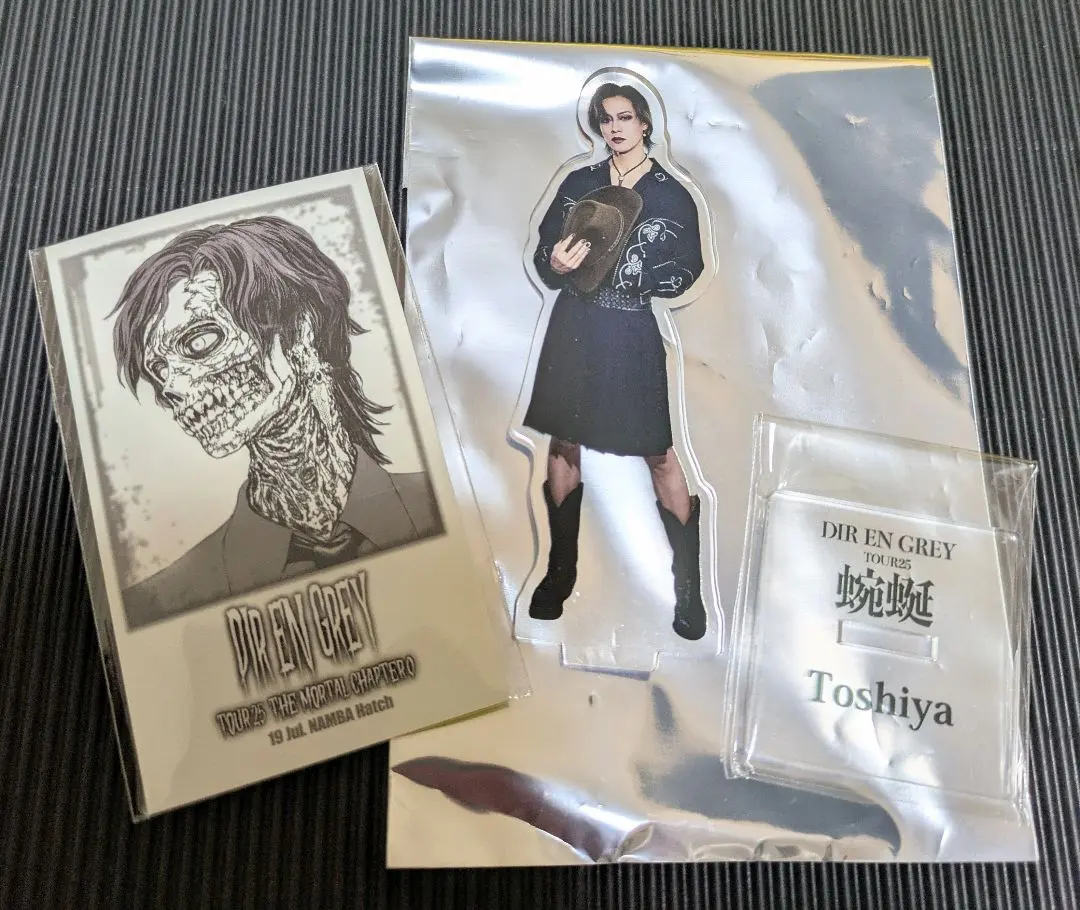 DIR EN GREY
TOUR25 THE MORTAL CHAPTER.0
19 Jul. NAMBA Hatch
DIR EN GREY
TOUR25
蜿蜒
Toshiya